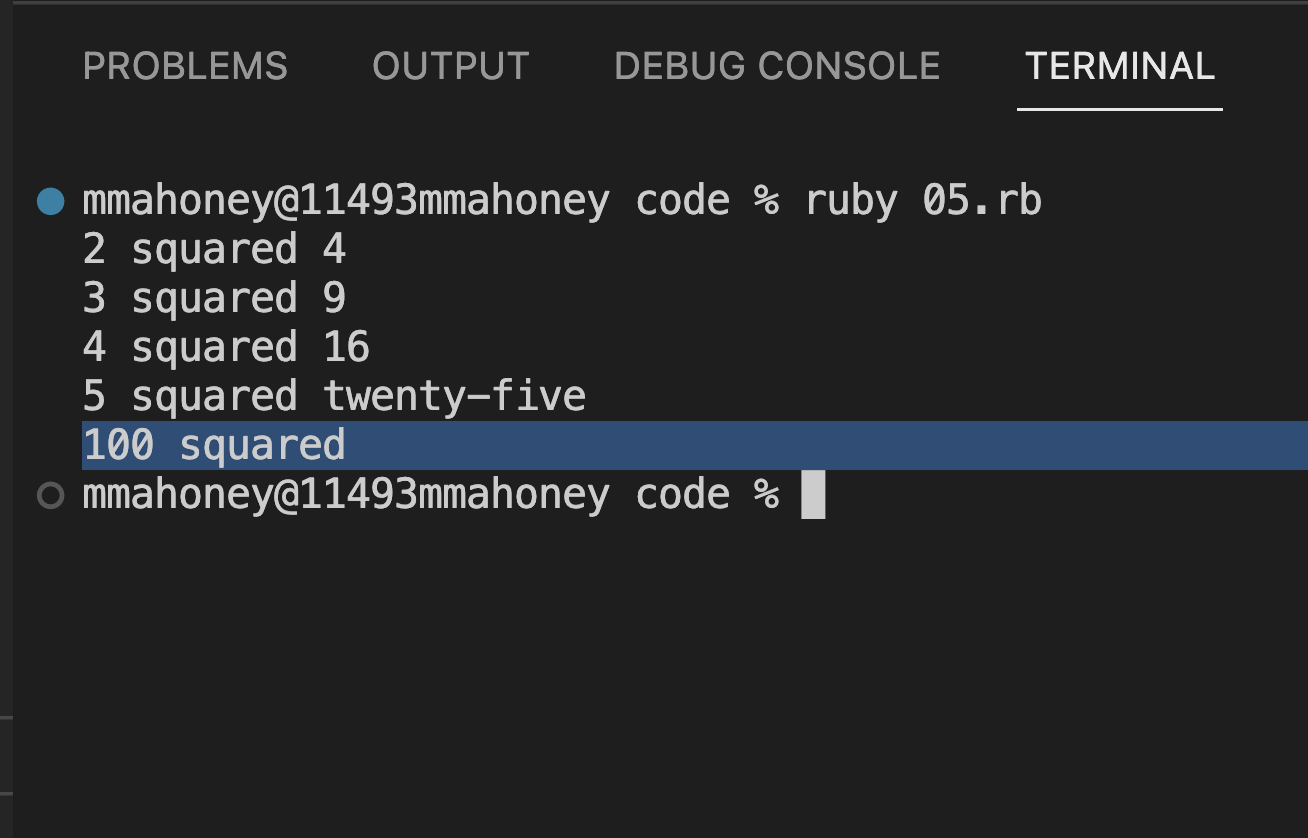 PROBLEMS OUTPUT DEBUG CONSOLE TERMINAL
mmahoney@11493mmahoney code % ruby 05.rb
2 squared 4
3 squared 9
4 squared 16
5 squared twenty-five
100 squared
mmahoney@11493mmahoney code %